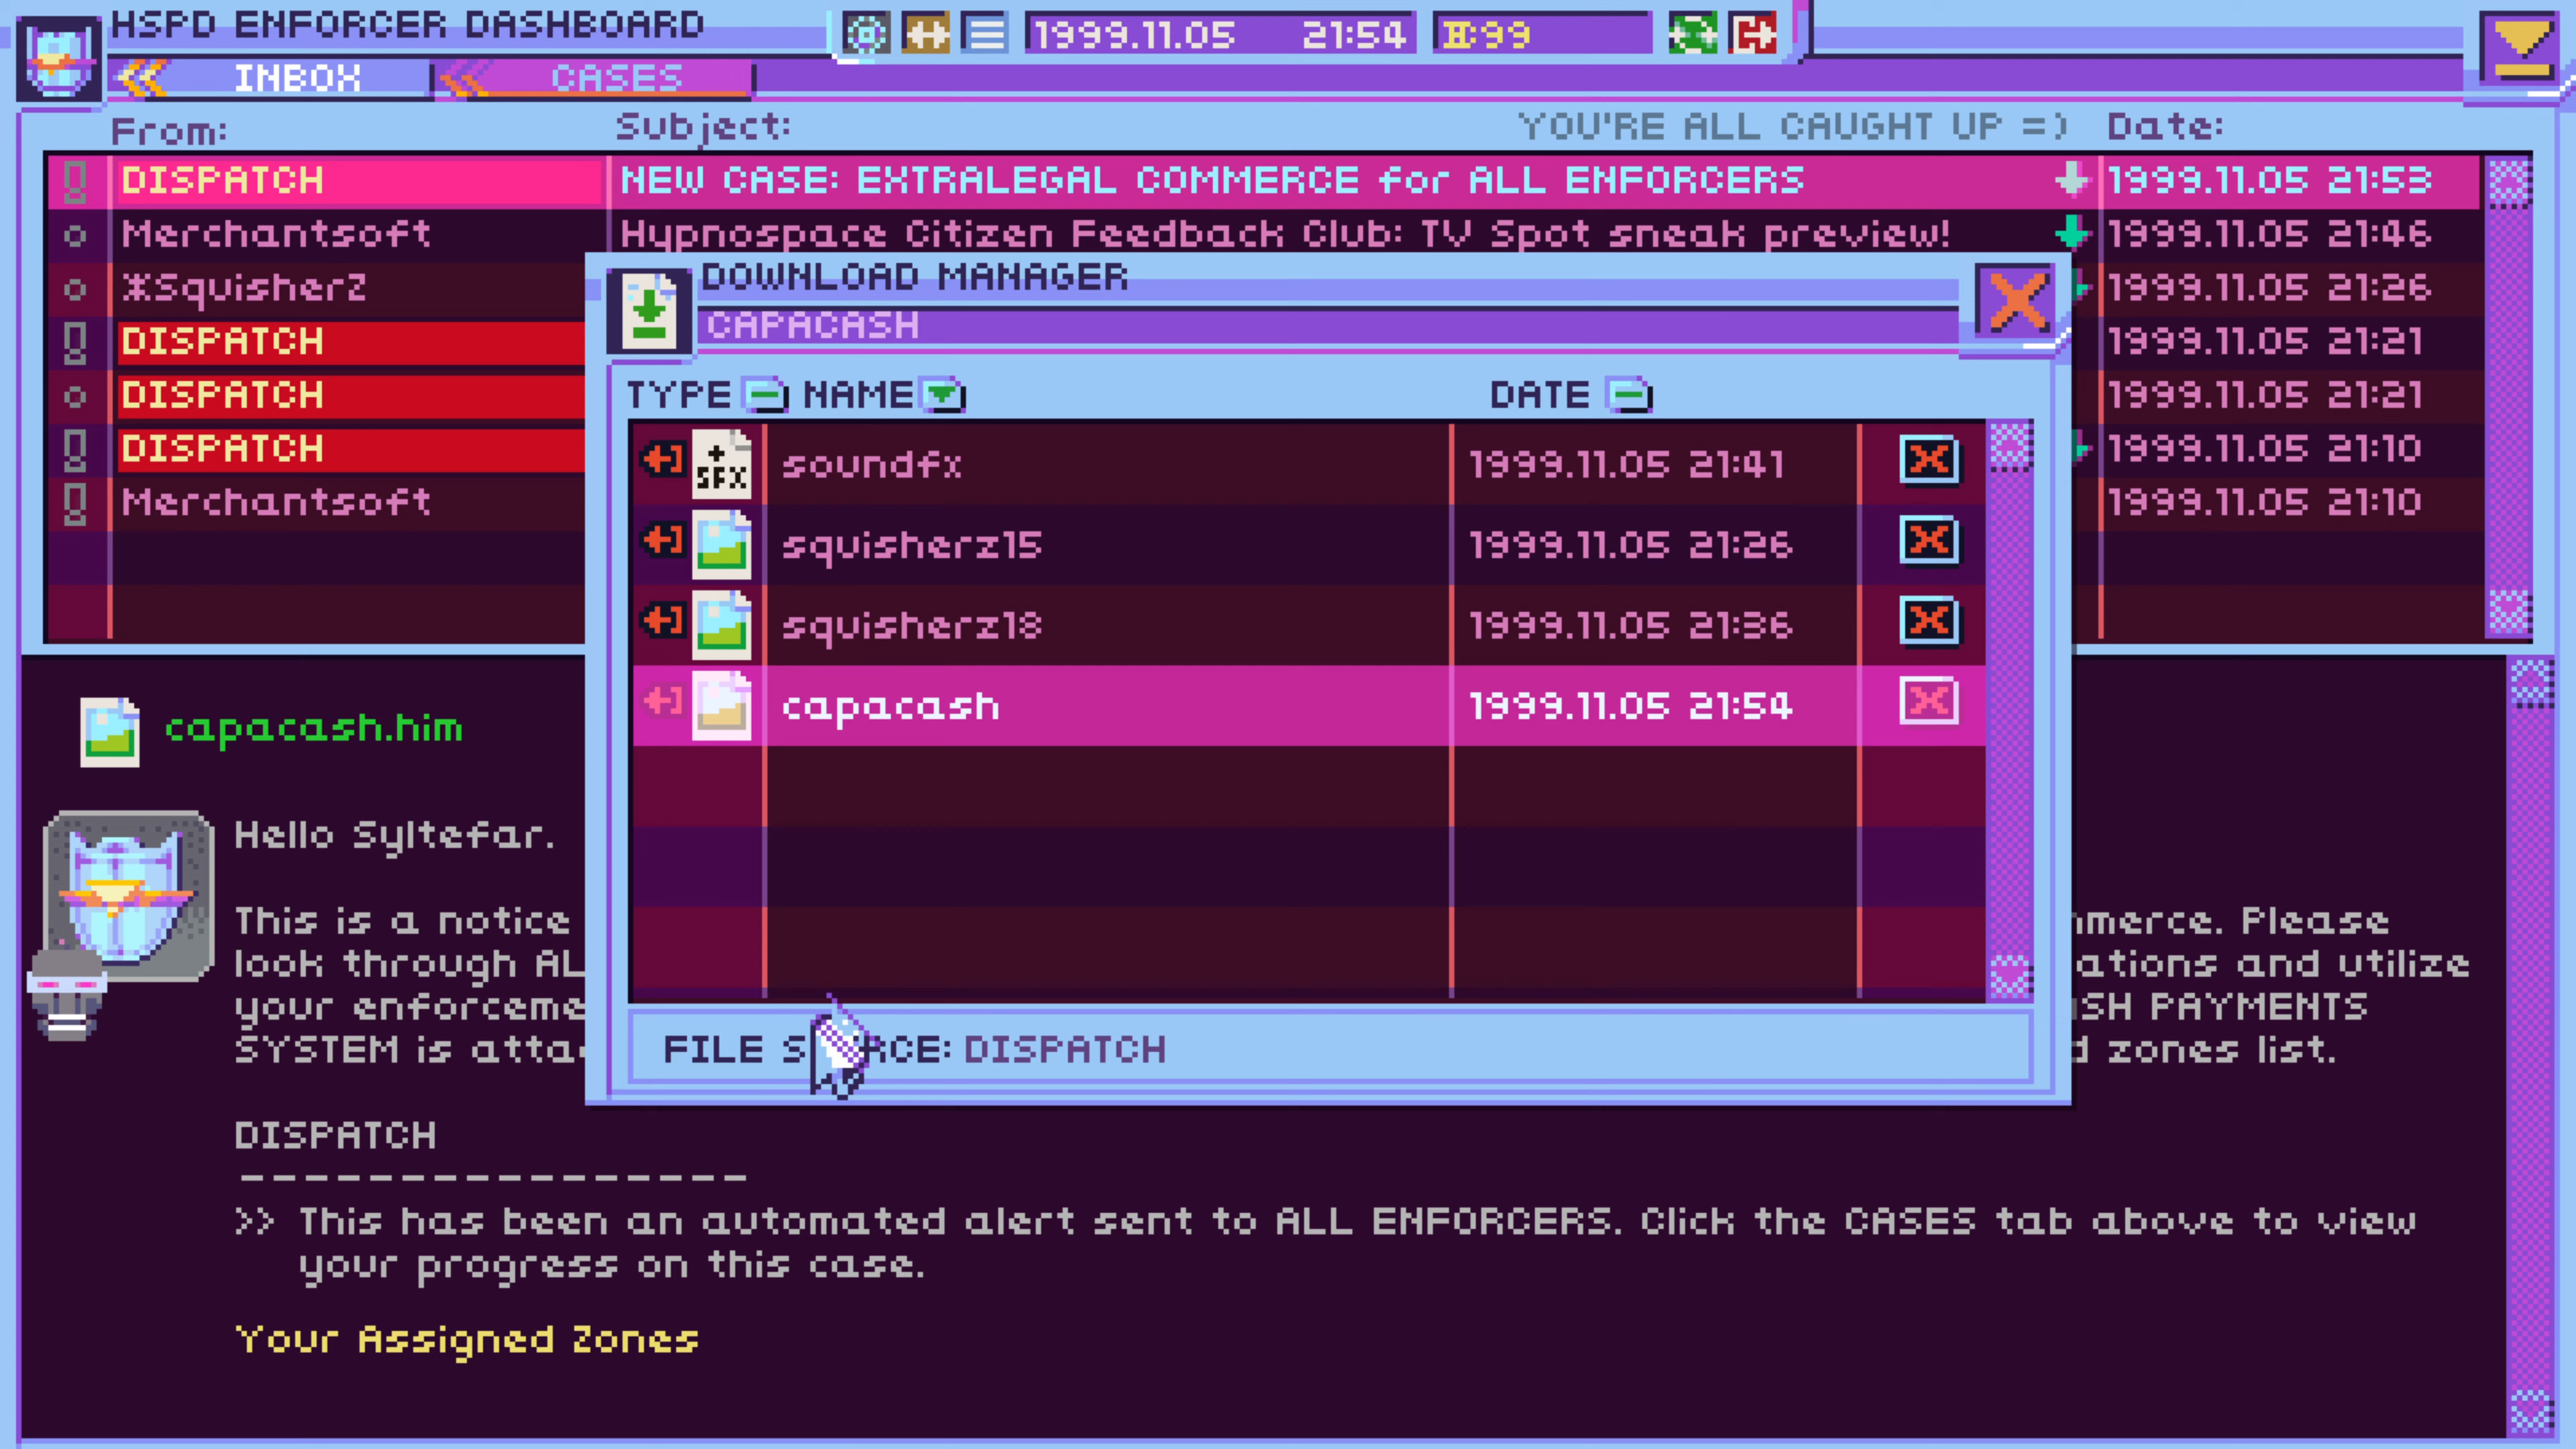 HSPD ENFORCER DASHBOARD
1999.11.05 21:54
:99
INBOX
CASES
From:
Subject:
YOU'RE ALL CAUGHT UP =)
Date:
DISPATCH NEW CASE: EXTRALEGAL COMMERCE for ALL ENFORCERS 1999.11.05 21:53
Merchantsoft Hypnospace Citizen Feedback Club: TV Spot sneak preview! 1999.11.05 21:46
*SquisherZ 1999.11.05 21:26
DISPATCH 1999.11.05 21:21
DISPATCH 1999.11.05 21:21
DISPATCH 1999.11.05 21:10
Merchantsoft 1999.11.05 21:10
DOWNLOAD MANAGER
CAPACASH
TYPE NAME DATE
+ SFX soundfx 1999.11.05 21:41
squisherz15 1999.11.05 21:26
squisherz18 1999.11.05 21:36
capacash 1999.11.05 21:54
FILE S RCE: DISPATCH
capacash.him
Hello Syltefar.
This is a notice mmerce. Please
look through AL ations and utilize
your enforceme SH PAYMENTS
SYSTEM is atta d zones list.
DISPATCH
----------------
>> This has been an automated alert sent to ALL ENFORCERS. Click the CASES tab above to view
your progress on this case.
Your Assigned Zones